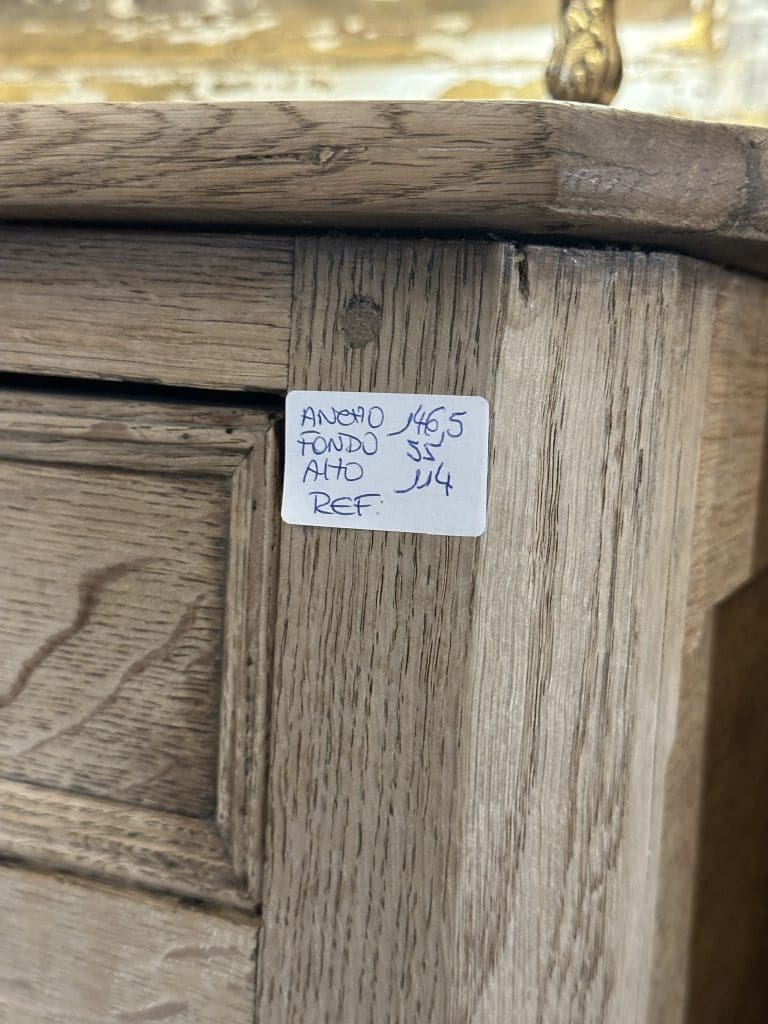 ANCHO 146,5
FONDO 55
ALTO 114
REF: